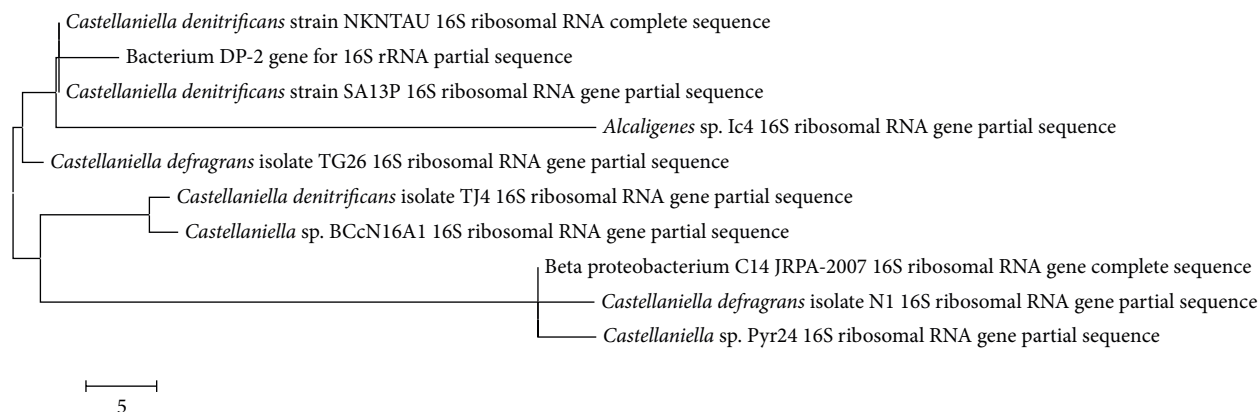 Castellaniella denitrificans strain NKNTAU 16S ribosomal RNA complete sequence
Bacterium DP-2 gene for 16S rRNA partial sequence
Castellaniella denitrificans strain SA13P 16S ribosomal RNA gene partial sequence
Alcaligenes sp. Ic4 16S ribosomal RNA gene partial sequence
Castellaniella defragrans isolate TG26 16S ribosomal RNA gene partial sequence
Castellaniella denitrificans isolate TJ4 16S ribosomal RNA gene partial sequence
Castellaniella sp. BCcN16A1 16S ribosomal RNA gene partial sequence
Beta proteobacterium C14 JRPA-2007 16S ribosomal RNA gene complete sequence
Castellaniella defragrans isolate N1 16S ribosomal RNA gene partial sequence
Castellaniella sp. Pyr24 16S ribosomal RNA gene partial sequence
5